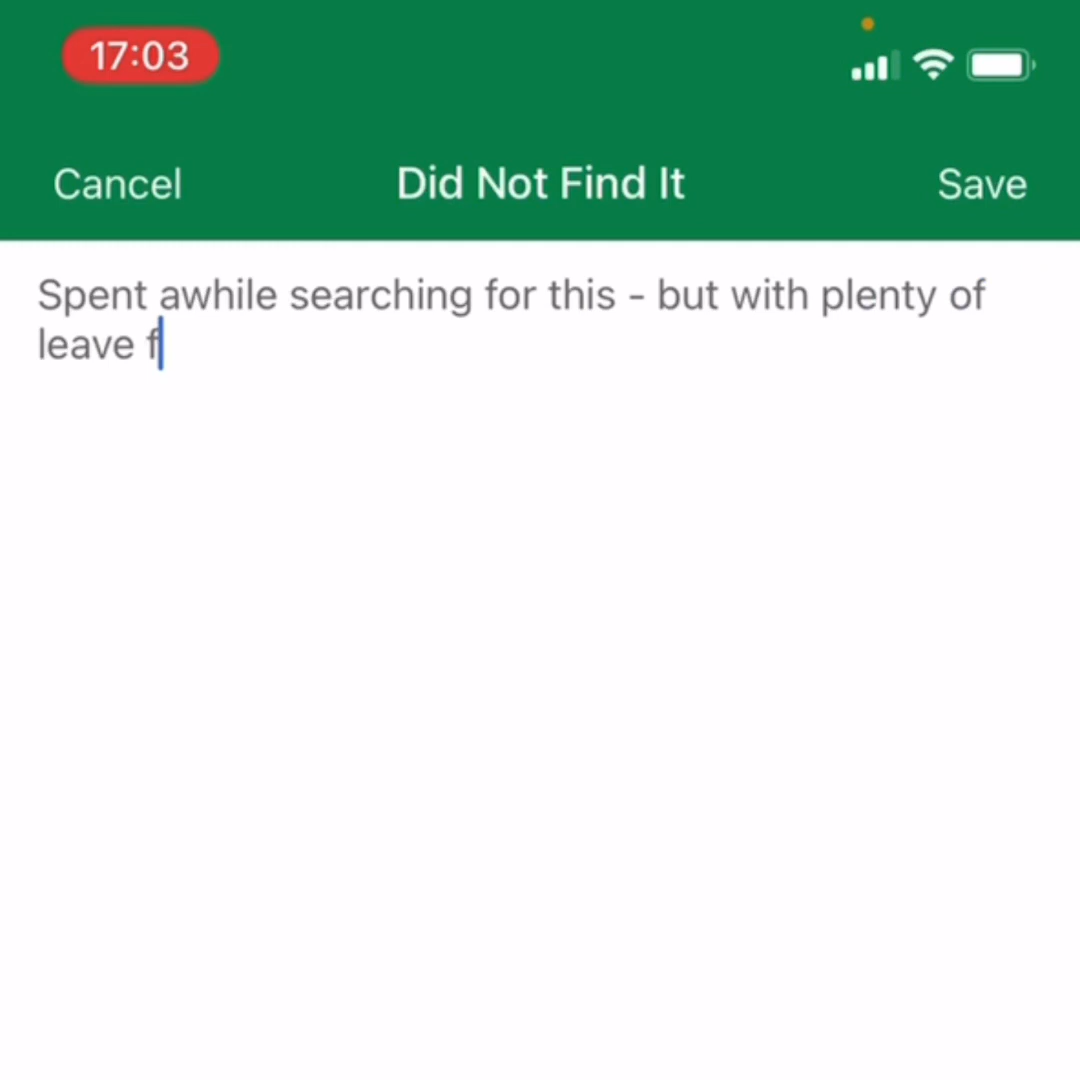 17:03
Cancel Did Not Find It Save
Spent awhile searching for this - but with plenty of
leave f